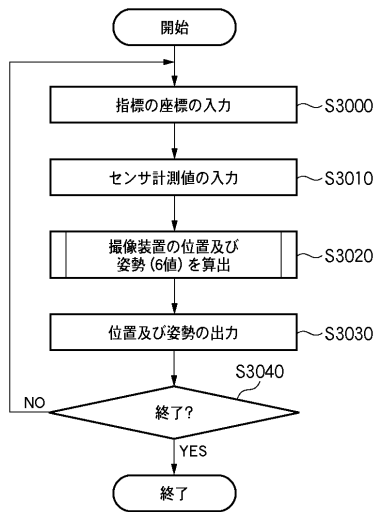 開始
指標の座標の入力 S3000
センサ計測値の入力 S3010
撮像装置の位置及び
姿勢(6値)を算出 S3020
位置及び姿勢の出力 S3030
S3040
終了?
NO
YES
終了